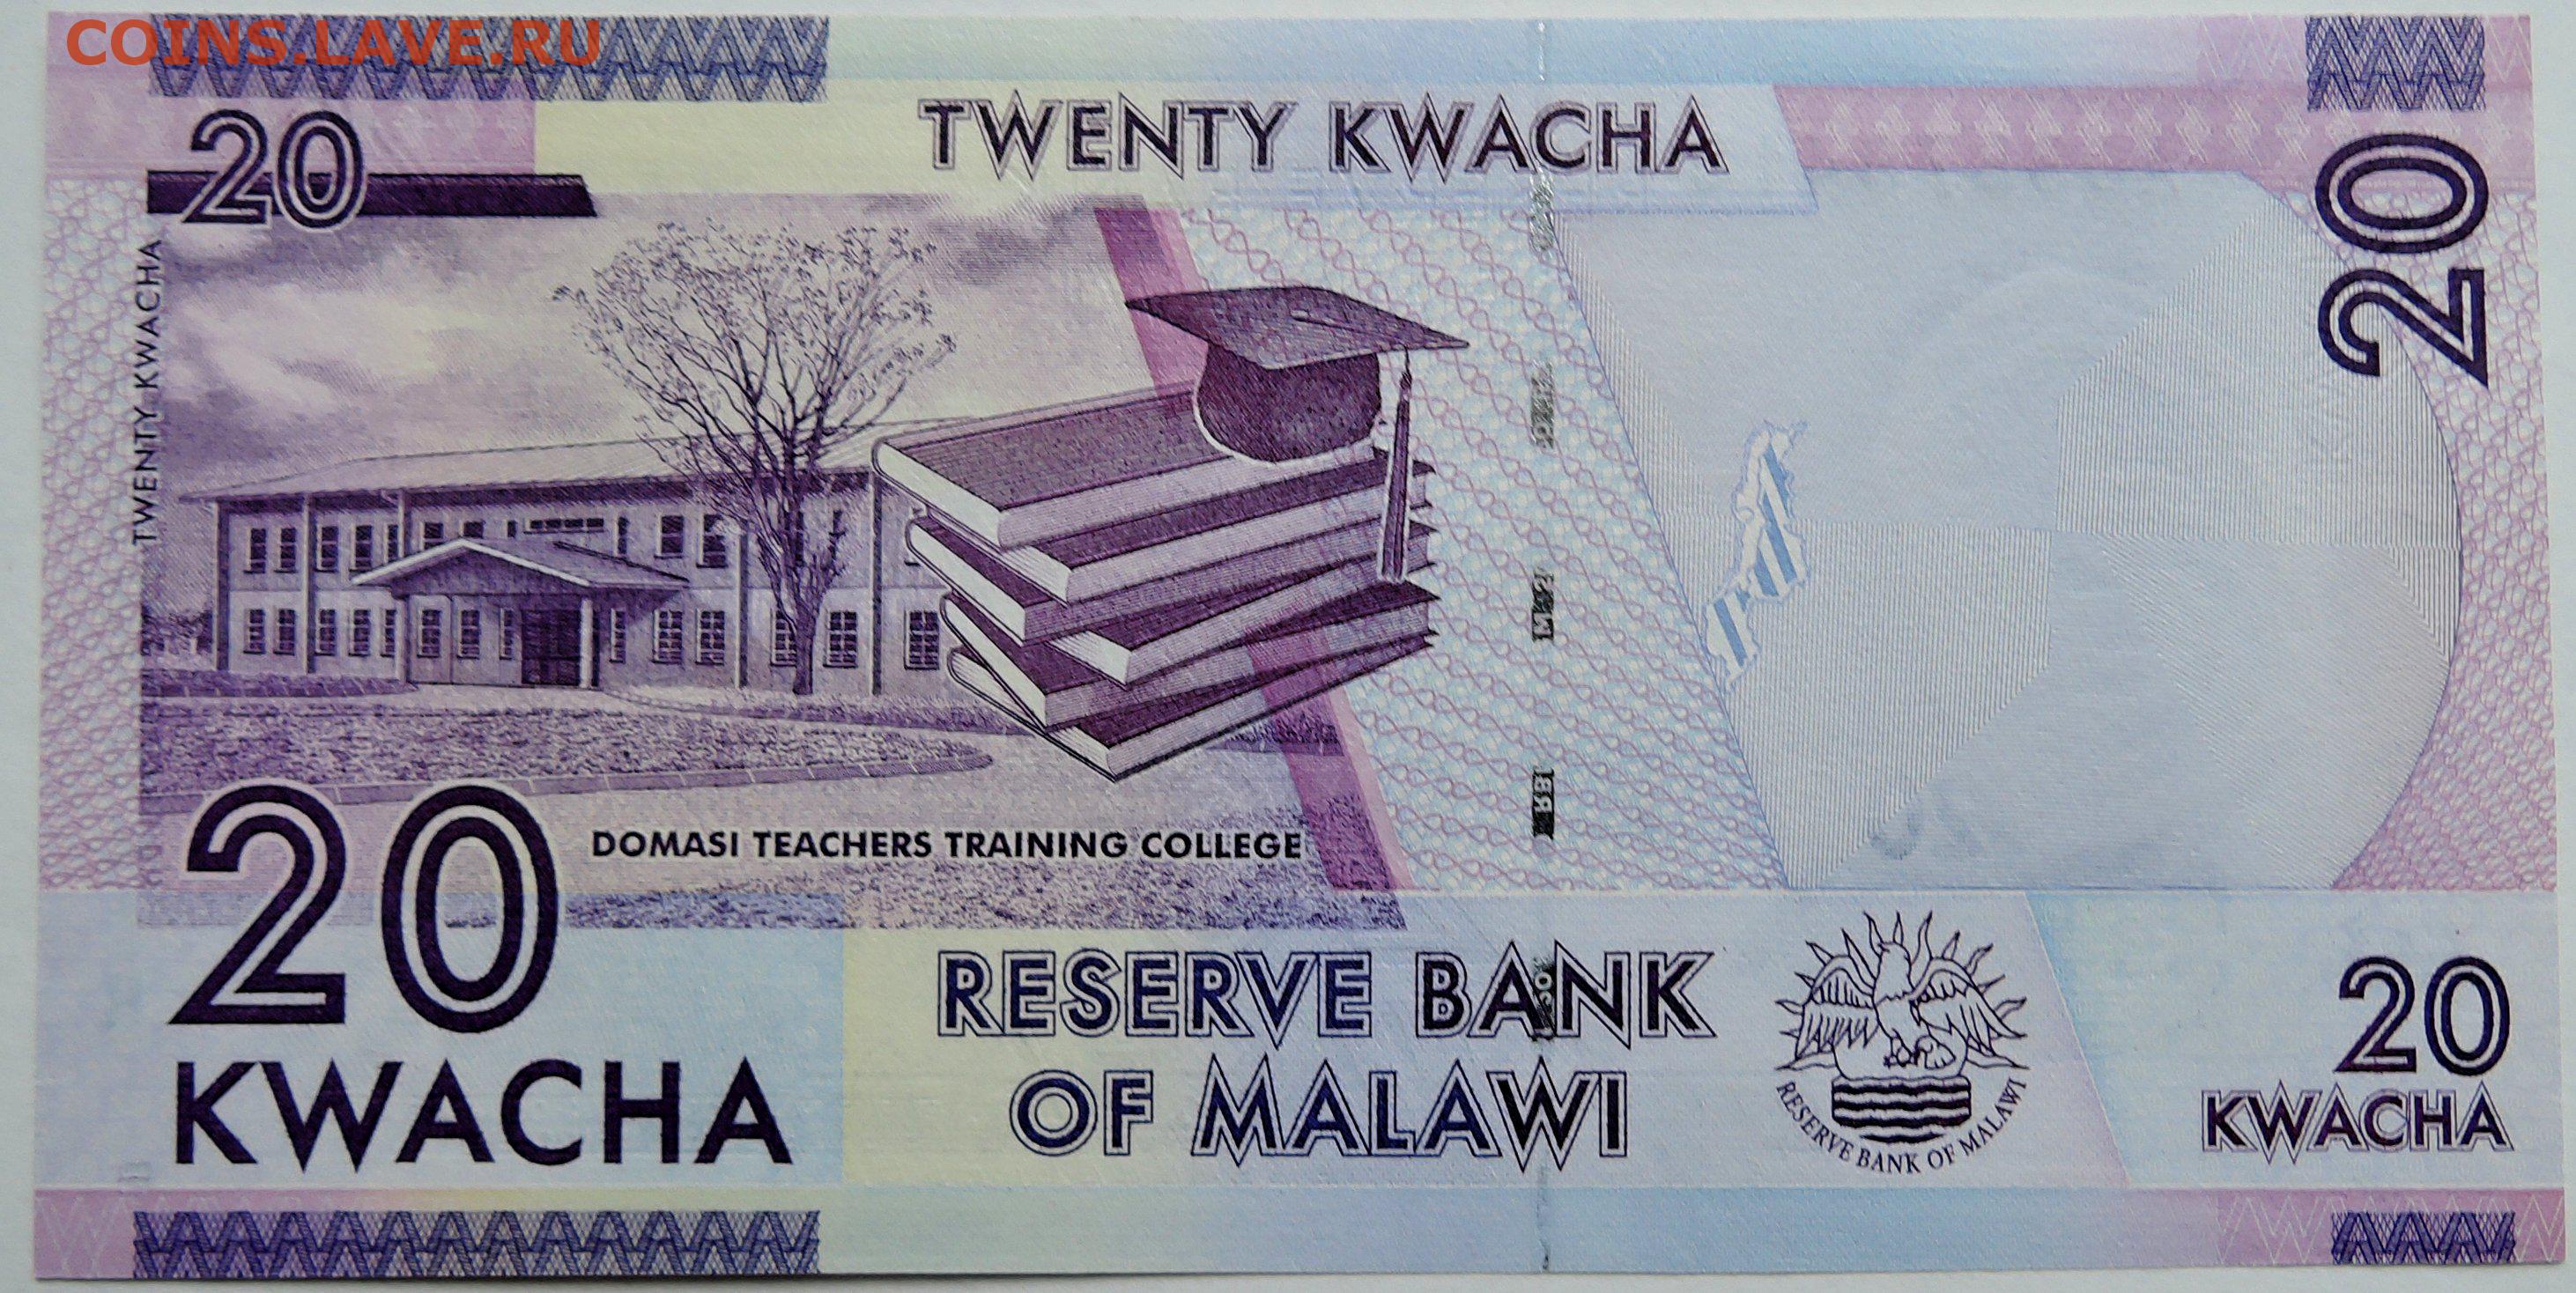 COINS.LAVE.RU
20
TWENTY KWACHA
20
TWENTY KWACHA
DOMASI TEACHERS TRAINING COLLEGE
20
KWACHA
RESERVE BANK
OF MALAWI
RESERVE BANK OF MALAWI
20
KWACHA